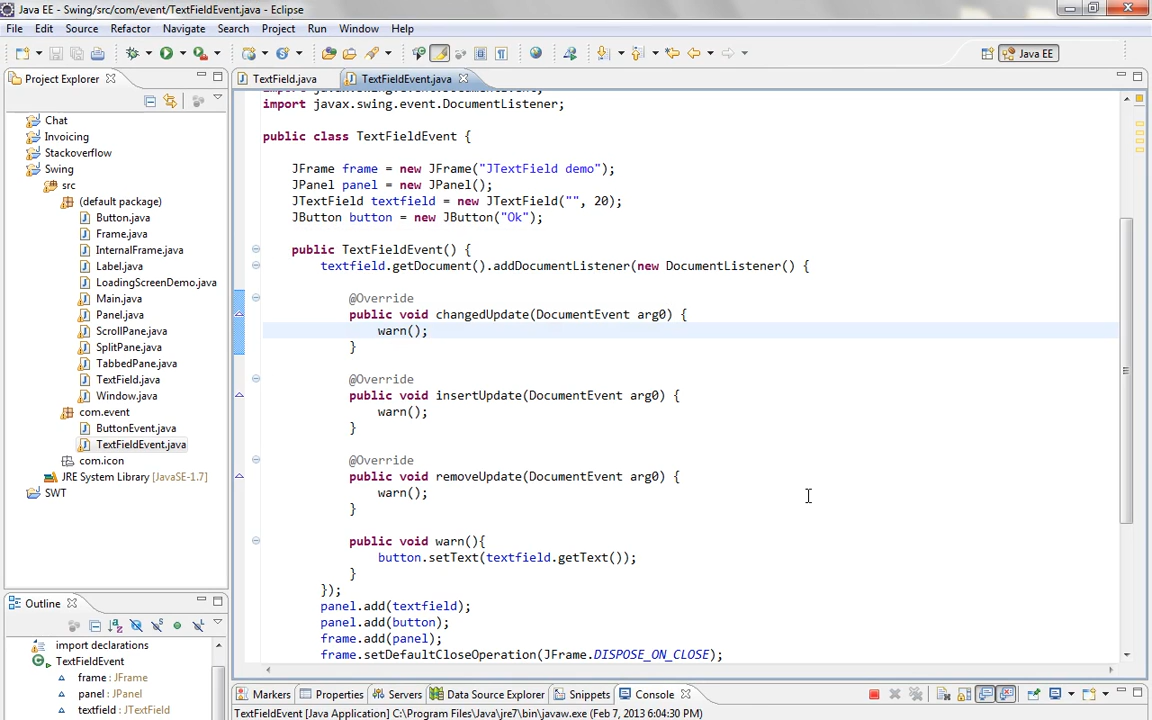 Java EE - Swing/src/com/event/TextFieldEvent.java - Eclipse
File Edit Source Refactor Navigate Search Project Run Window Help
Java EE
Project Explorer
TextField.java
TextFieldEvent.java
Chat
Invoicing
Stackoverflow
Swing
src
(default package)
Button.java
Frame.java
InternalFrame.java
Label.java
LoadingScreenDemo.java
Main.java
Panel.java
ScrollPane.java
SplitPane.java
TabbedPane.java
TextField.java
Window.java
com.event
ButtonEvent.java
TextFieldEvent.java
com.icon
JRE System Library [JavaSE-1.7]
SWT
import javax.swing.event.DocumentListener;
public class TextFieldEvent {
JFrame frame = new JFrame("JTextField demo");
JPanel panel = new JPanel();
JTextField textfield = new JTextField("", 20);
JButton button = new JButton("Ok");
public TextFieldEvent() {
textfield.getDocument().addDocumentListener(new DocumentListener() {
@Override
public void changedUpdate(DocumentEvent arg0) {
warn();
}
@Override
public void insertUpdate(DocumentEvent arg0) {
warn();
}
@Override
public void removeUpdate(DocumentEvent arg0) {
warn();
}
public void warn(){
button.setText(textfield.getText());
}
});
panel.add(textfield);
panel.add(button);
frame.add(panel);
frame.setDefaultCloseOperation(JFrame.DISPOSE_ON_CLOSE);
Outline
import declarations
TextFieldEvent
frame : JFrame
panel : JPanel
textfield : JTextField
Markers Properties Servers Data Source Explorer Snippets Console
TextFieldEvent [Java Application] C:\Program Files\Java\jre7\bin\javaw.exe (Feb 7, 2013 6:04:30 PM)